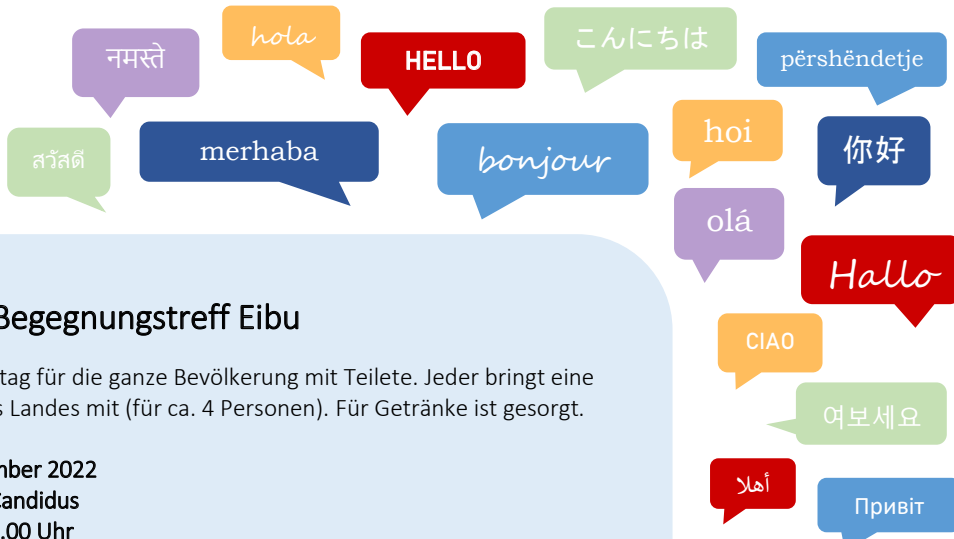 नमस्ते
hola
HELLO
こんにちは
përshëndetje
สวัสดี
merhaba
bonjour
hoi
你好
olá
Hallo
CIAO
여보세요
أهلا
Привіт
Begegnungstreff Eibu
tag für die ganze Bevölkerung mit Teilete. Jeder bringt eine
s Landes mit (für ca. 4 Personen). Für Getränke ist gesorgt.
mber 2022
Candidus
.00 Uhr